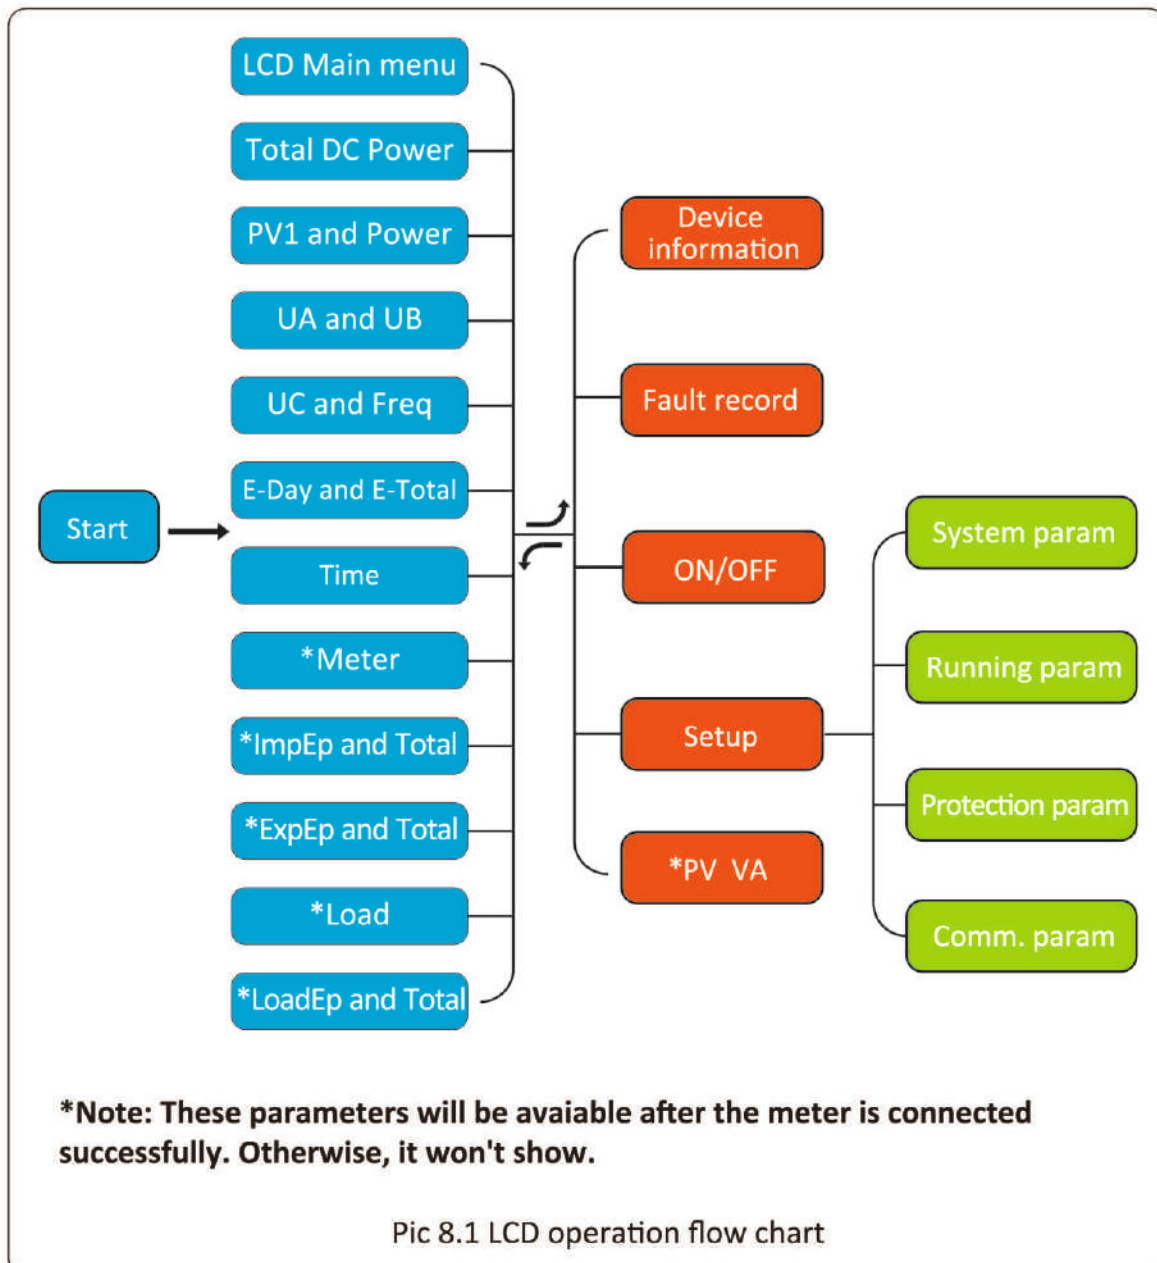 Start
LCD Main menu
Total DC Power
PV1 and Power
UA and UB
UC and Freq
E-Day and E-Total
Time
*Meter
*ImpEp and Total
*ExpEp and Total
*Load
*LoadEp and Total
Device
information
Fault record
ON/OFF
Setup
*PV VA
System param
Running param
Protection param
Comm. param
*Note: These parameters will be avaiable after the meter is connected
successfully. Otherwise, it won't show.
Pic 8.1 LCD operation flow chart